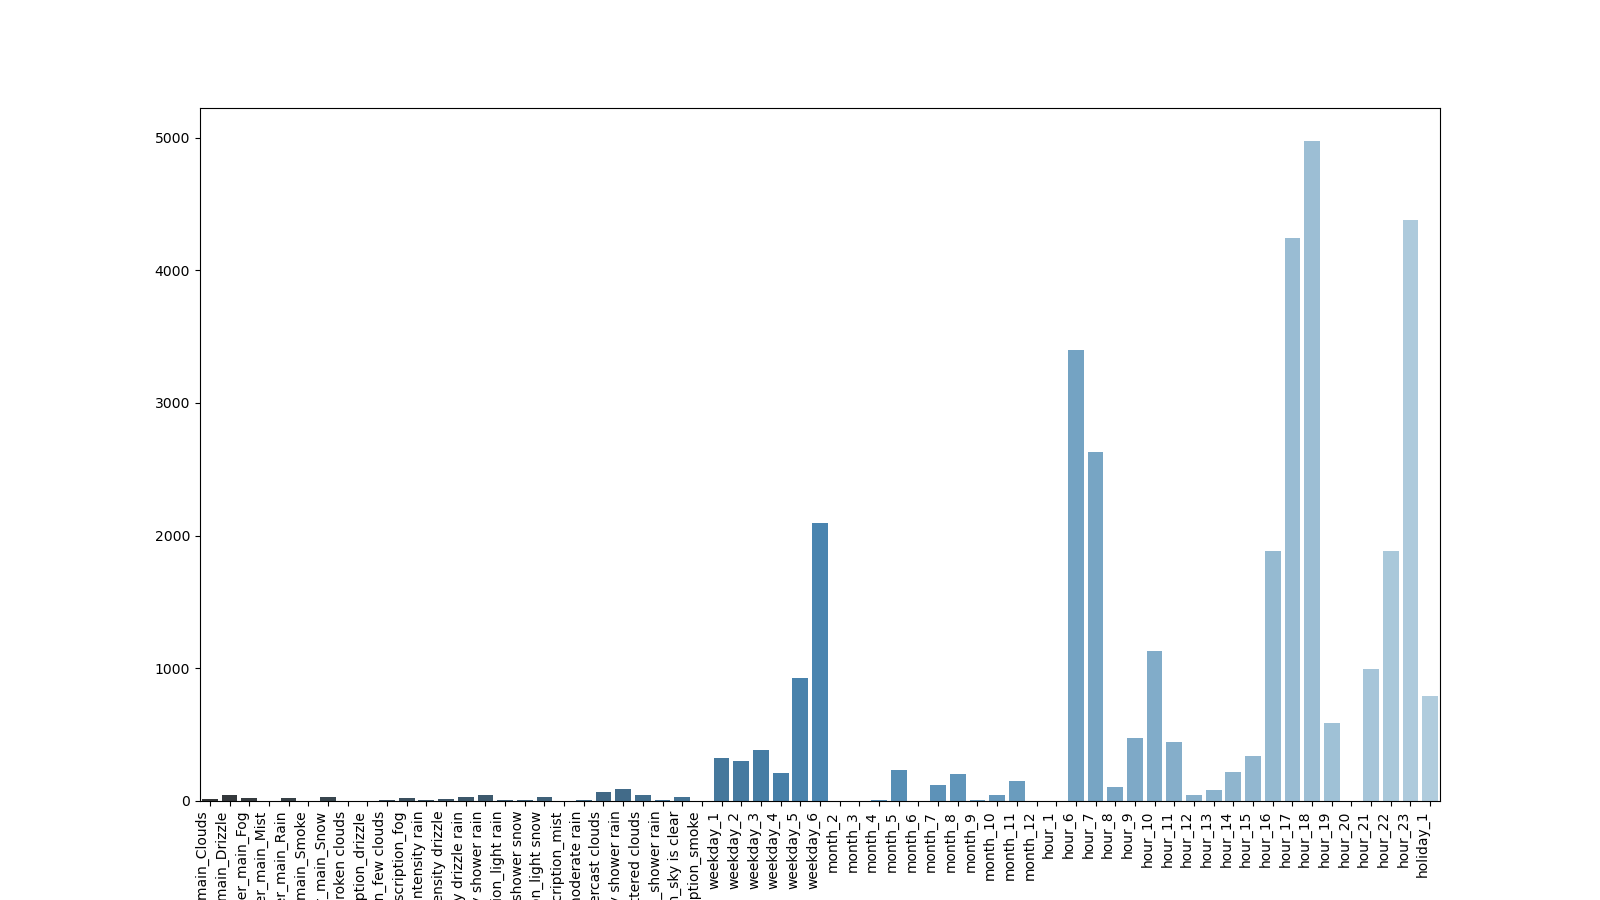 5000
4000
3000
2000
1000
0
main_Clouds
main_Drizzle
er_main_Fog
er_main_Mist
er_main_Rain
main_Smoke
_main_Snow
roken clouds
ption_drizzle
n_few clouds
scription_fog
ntensity rain
ensity drizzle
y drizzle rain
shower rain
ion_light rain
shower snow
on_light snow
cription_mist
noderate rain
ercast clouds
y shower rain
ttered clouds
_shower rain
n_sky is clear
ption_smoke
weekday_1
weekday_2
weekday_3
weekday_4
weekday_5
weekday_6
month_2
month_3
month_4
month_5
month_6
month_7
month_8
month_9
month_10
month_11
month_12
hour_1
hour_6
hour_7
hour_8
hour_9
hour_10
hour_11
hour_12
hour_13
hour_14
hour_15
hour_16
hour_17
hour_18
hour_19
hour_20
hour_21
hour_22
hour_23
holiday_1